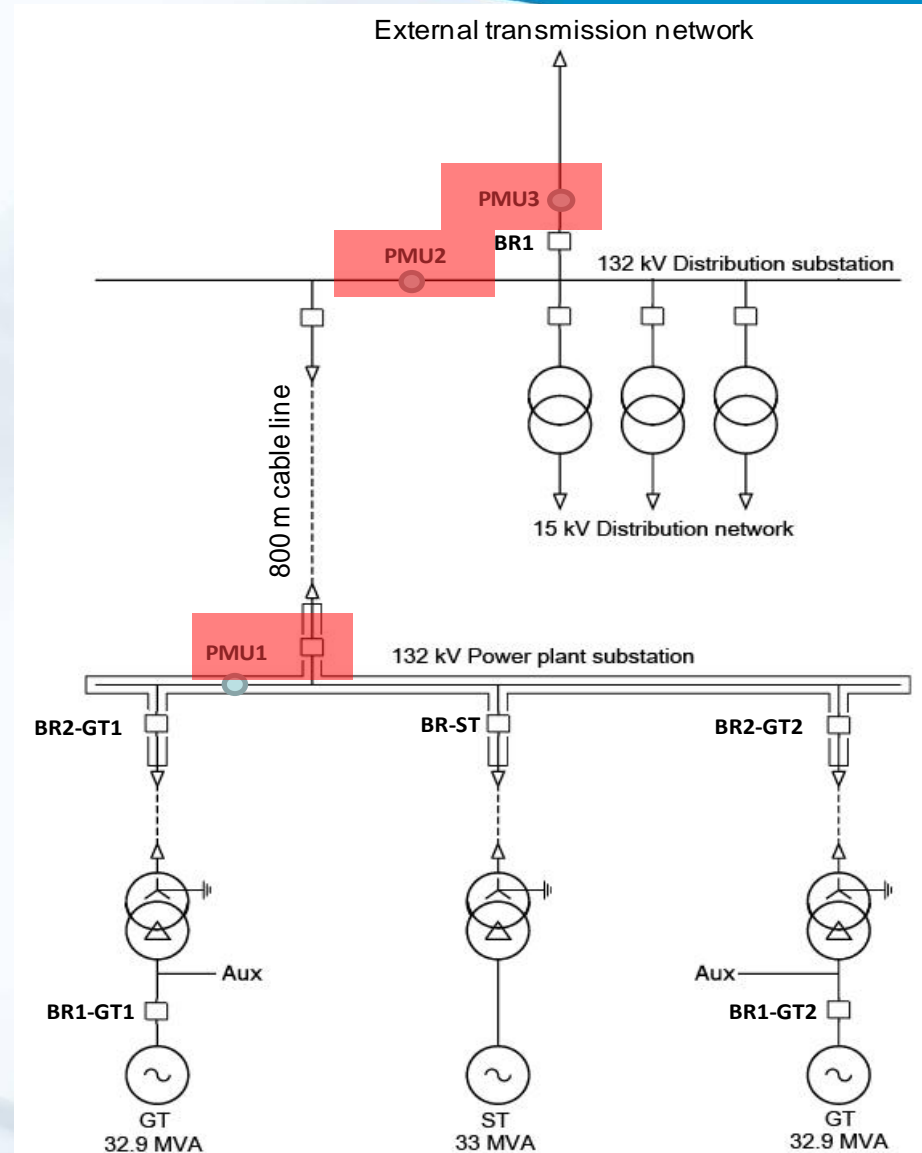 External transmission network
PMU3
BR1
PMU2
132 kV Distribution substation
800 m cable line
15 kV Distribution network
PMU1
132 kV Power plant substation
BR2-GT1
BR-ST
BR2-GT2
Aux
Aux
BR1-GT1
BR1-GT2
GT
32.9 MVA
ST
33 MVA
GT
32.9 MVA